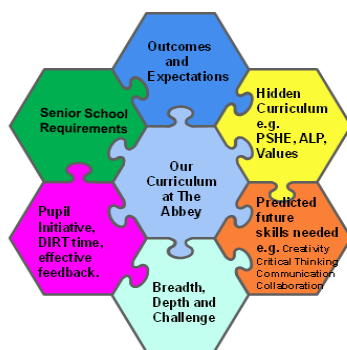 Outcomes
and
Expectations
Senior School
Requirements
Hidden
Curriculum
e.g.
PSHE, ALP,
Values
Our
Curriculum
at The
Abbey
Pupil
Initiative,
DIRT time,
effective
feedback.
Predicted
future
skills needed
e.g. Creativity
Critical Thinking
Communication
Collaboration
Breadth,
Depth and
Challenge